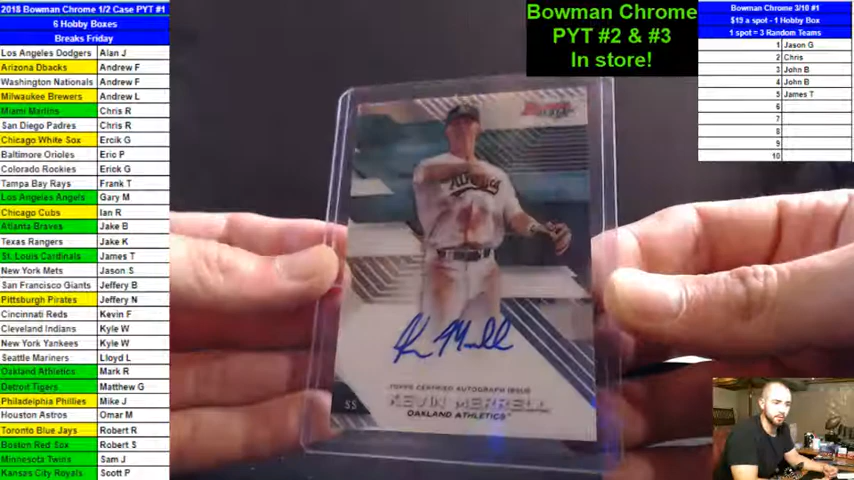 2018 Bowman Chrome 1/2 Case PYT #1
6 Hobby Boxes
Breaks Friday
Los Angeles Dodgers Alan J
Arizona Dbacks Andrew F
Washington Nationals Andrew F
Milwaukee Brewers Andrew L
Miami Marlins Chris R
San Diego Padres Chris R
Chicago White Sox Ercik G
Baltimore Orioles Eric P
Colorado Rockies Erick G
Tampa Bay Rays Frank T
Los Angeles Angels Gary M
Chicago Cubs Ian R
Atlanta Braves Jake B
Texas Rangers Jake K
St. Louis Cardinals James T
New York Mets Jason S
San Francisco Giants Jeffery B
Pittsburgh Pirates Jeffery N
Cincinnati Reds Kevin F
Cleveland Indians Kyle W
New York Yankees Kyle W
Seattle Mariners Lloyd L
Oakland Athletics Mark R
Detroit Tigers Matthew G
Philadelphia Phillies Mike J
Houston Astros Omar M
Toronto Blue Jays Robert R
Boston Red Sox Robert S
Minnesota Twins Sam J
Kansas City Royals Scott P
Bowman Chrome
PYT #2 & #3
In store!
Bowman Chrome 3/10 #1
$19 a spot - 1 Hobby Box
1 spot = 3 Random Teams
1 Jason G
2 Chris
3 John B
4 John B
5 James T
6
7
8
9
10
Athletics
TOPPS CERTIFIED AUTOGRAPH ISSUE
SS
KEVIN MERRELL
OAKLAND ATHLETICS